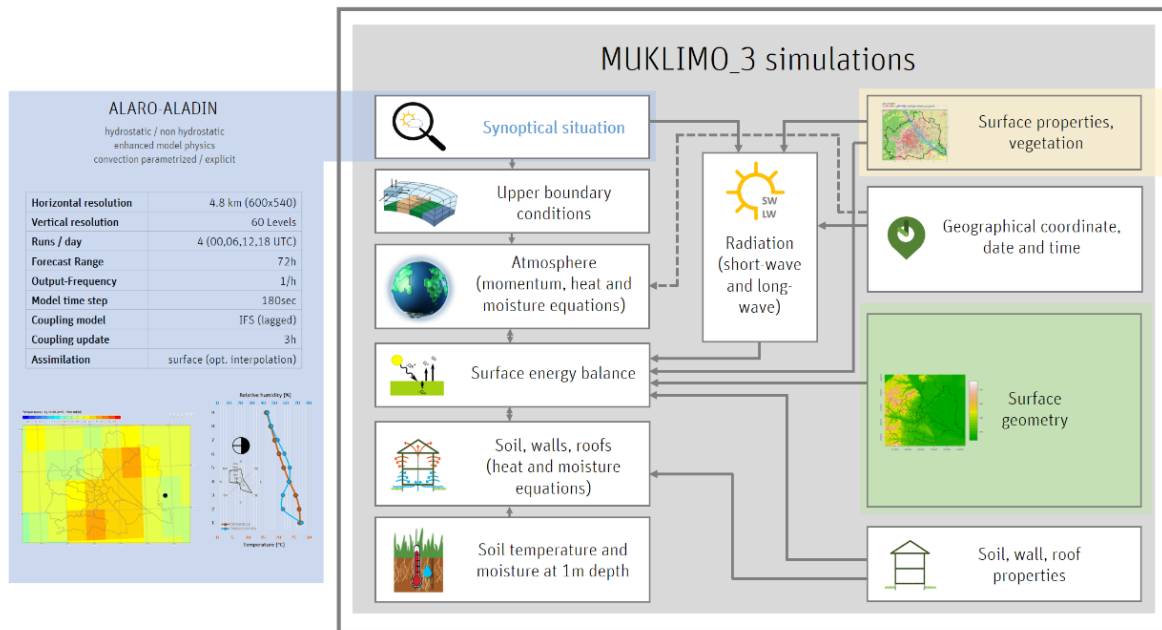 MUKLIMO_3 simulations
ALARO-ALADIN
hydrostatic / non hydrostatic
enhanced model physics
convection parametrized / explicit
Horizontal resolution 4.8 km (600x540)
Vertical resolution 60 Levels
Runs / day 4 (00,06,12,18 UTC)
Forecast Range 72h
Output-Frequency 1/h
Model time step 180sec
Coupling model IFS (lagged)
Coupling update 3h
Assimilation surface (opt. interpolation)
Relative humidity [%]
Temperature [°C]
Synoptical situation
Upper boundary
conditions
Atmosphere
(momentum, heat and
moisture equations)
Surface energy balance
Soil, walls, roofs
(heat and moisture
equations)
Soil temperature and
moisture at 1m depth
SW
LW
Radiation
(short-wave
and long-
wave)
Surface properties,
vegetation
Geographical coordinate,
date and time
Surface
geometry
Soil, wall, roof
properties